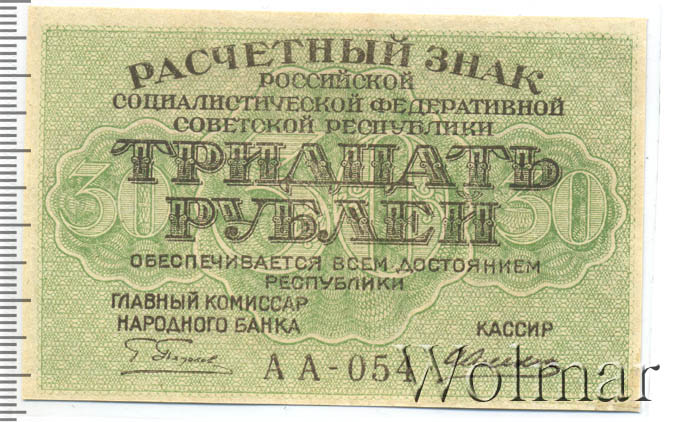 РАСЧЕТНЫЙ ЗНАК
РОССИЙСКОЙ
СОЦИАЛИСТИЧЕСКОЙ ФЕДЕРАТИВНОЙ
СОВЕТСКОЙ РЕСПУБЛИКИ
30 ТРИДЦАТЬ 30
РУБЛЕЙ
ОБЕСПЕЧИВАЕТСЯ ВСЕМ ДОСТОЯНИЕМ
РЕСПУБЛИКИ
ГЛАВНЫЙ КОМИССАР
НАРОДНОГО БАНКА
КАССИР
АА-054
Wolmar